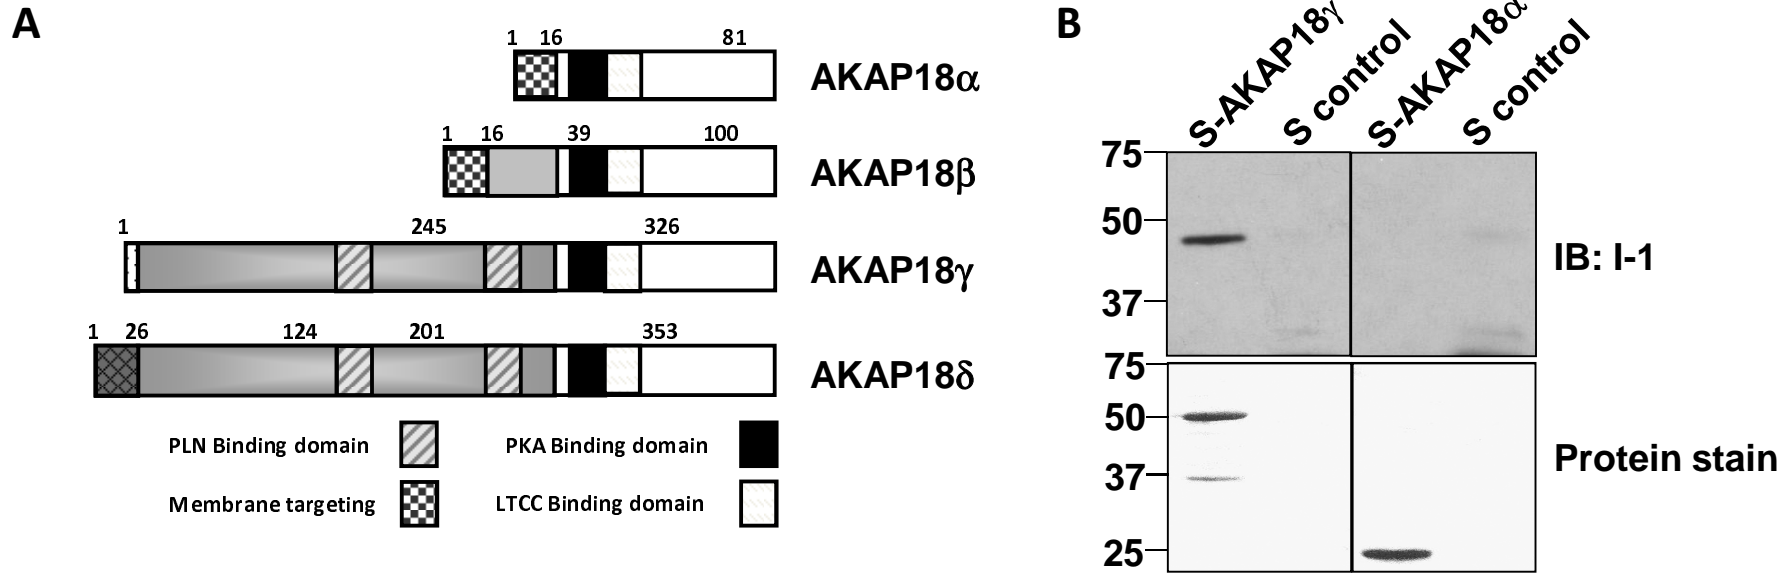 A
1 16 81
AKAP18α
1 16 39 100
AKAP18β
1 245 326
AKAP18γ
1 26 124 201 353
AKAP18δ
PLN Binding domain
PKA Binding domain
Membrane targeting
LTCC Binding domain
B
S-AKAP18γ
S control
S-AKAP18α
S control
75
50
37
IB: I-1
75
50
37
25
Protein stain